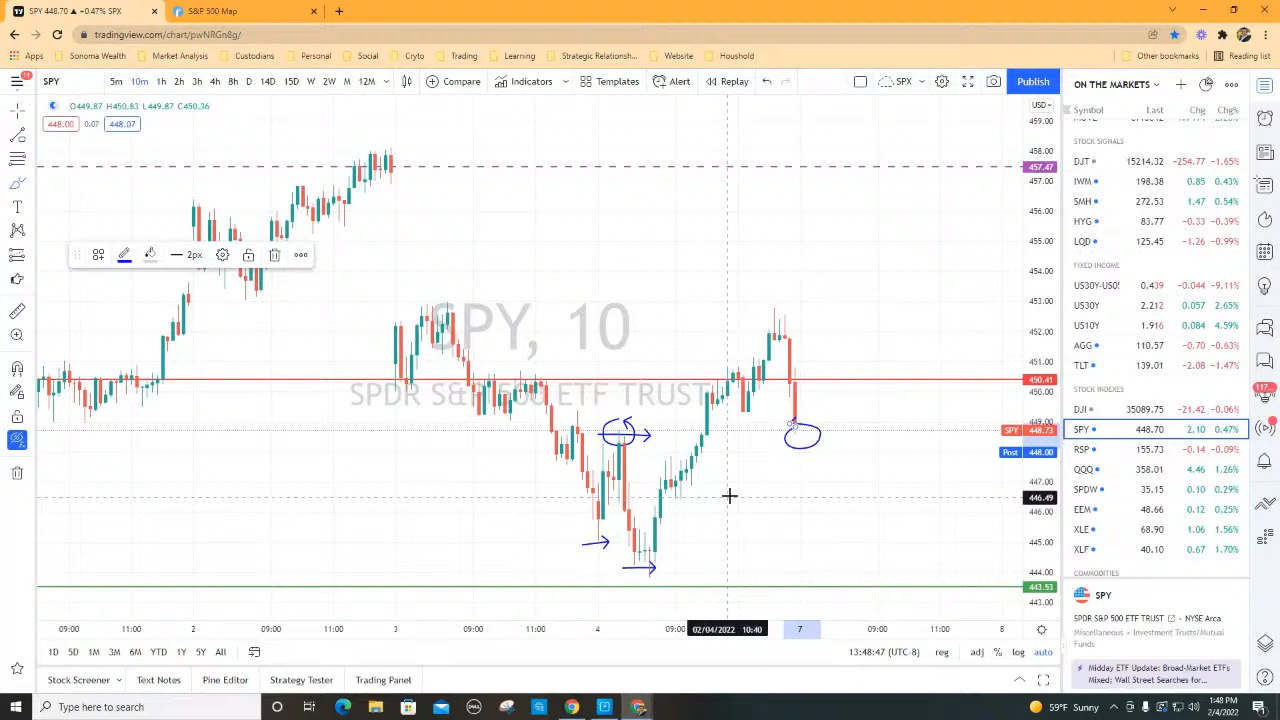 SPY 448.70 ▲ +0.47% SPX
S&P 500 Map
tradingview.com/chart/pwNRGn8g/
Apps Sonoma Wealth Market Analysis Custodians Personal Social Cryto Trading Learning Strategic Relationshi... Website Houshold Other bookmarks Reading list
11 SPY 5m 10m 1h 2h 3h 4h 8h D 14D 15D W 2W M 12M Compare Indicators Templates Alert Replay SPX Publish
ON THE MARKETS
O449.87 H450.83 L449.87 C450.36
448.00 0.07 448.07
USD
Symbol Last Chg Chg%
STOCK SIGNALS
DJT 15214.32 -254.77 -1.65%
IWM 198.38 0.85 0.43%
SMH 272.53 1.47 0.54%
HYG 83.77 -0.33 -0.39%
LQD 125.45 -1.26 -0.99%
FIXED INCOME
US30Y-US05 0.439 -0.044 -9.11%
US30Y 2.212 0.057 2.65%
US10Y 1.916 0.084 4.59%
AGG 110.57 -0.70 -0.63%
TLT 139.01 -2.08 -1.47%
STOCK INDEXES
DJI 35089.75 -21.42 -0.06%
SPY 448.70 2.10 0.47%
RSP 155.73 -0.14 -0.09%
QQQ 358.01 4.46 1.26%
SPDW 35.15 0.10 0.29%
EEM 48.66 0.12 0.25%
XLE 68.90 1.06 1.56%
XLF 40.10 0.67 1.70%
COMMODITIES
117...
SPY
SPDR S&P 500 ETF TRUST NYSE Arca
Miscellaneous • Investment Trusts/Mutual
Funds
Midday ETF Update: Broad-Market ETFs
Mixed; Wall Street Searches for...
2px
SPY, 10
SPDR S&P 500 ETF TRUST
459.00
458.00
457.47
457.00
456.00
455.00
454.00
453.00
452.00
451.00
450.41
450.00
449.00
SPY 448.73
Post 448.00
447.00
446.49
446.00
445.00
444.00
443.53
443.00
09:00 11:00 2 09:00 11:00 3 09:00 11:00 4 09:00 02/04/2022 10:40 7 09:00 11:00 8
1D 5D 1M 3M 6M YTD 1Y 5Y All 13:48:47 (UTC-8) reg adj % log auto
Stock Screener Text Notes Pine Editor Strategy Tester Trading Panel
Type here to search
DELL
59°F Sunny
1:48 PM
2/4/2022